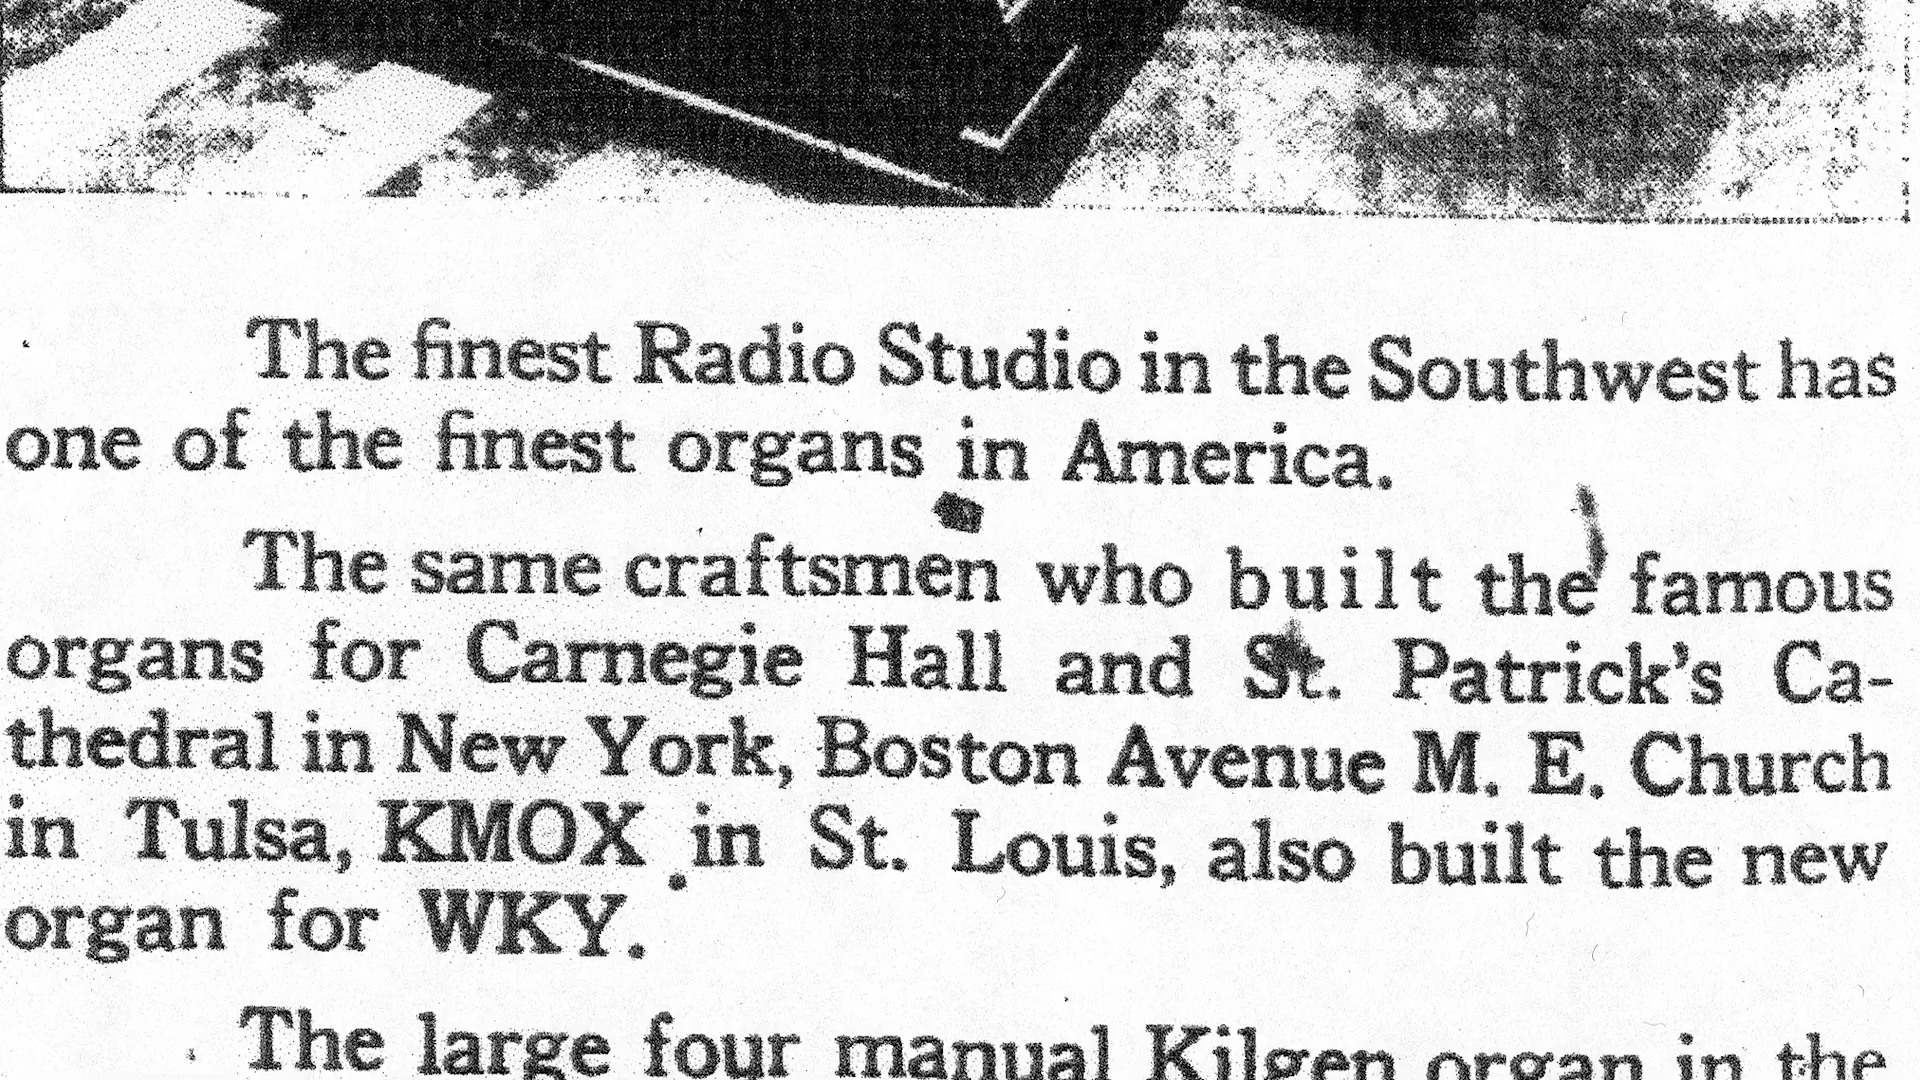 The finest Radio Studio in the Southwest has
one of the finest organs in America.
The same craftsmen who built the famous
organs for Carnegie Hall and St. Patrick's Ca-
thedral in New York, Boston Avenue M. E. Church
in Tulsa, KMOX in St. Louis, also built the new
organ for WKY.
The large four manual Kilgen organ in the